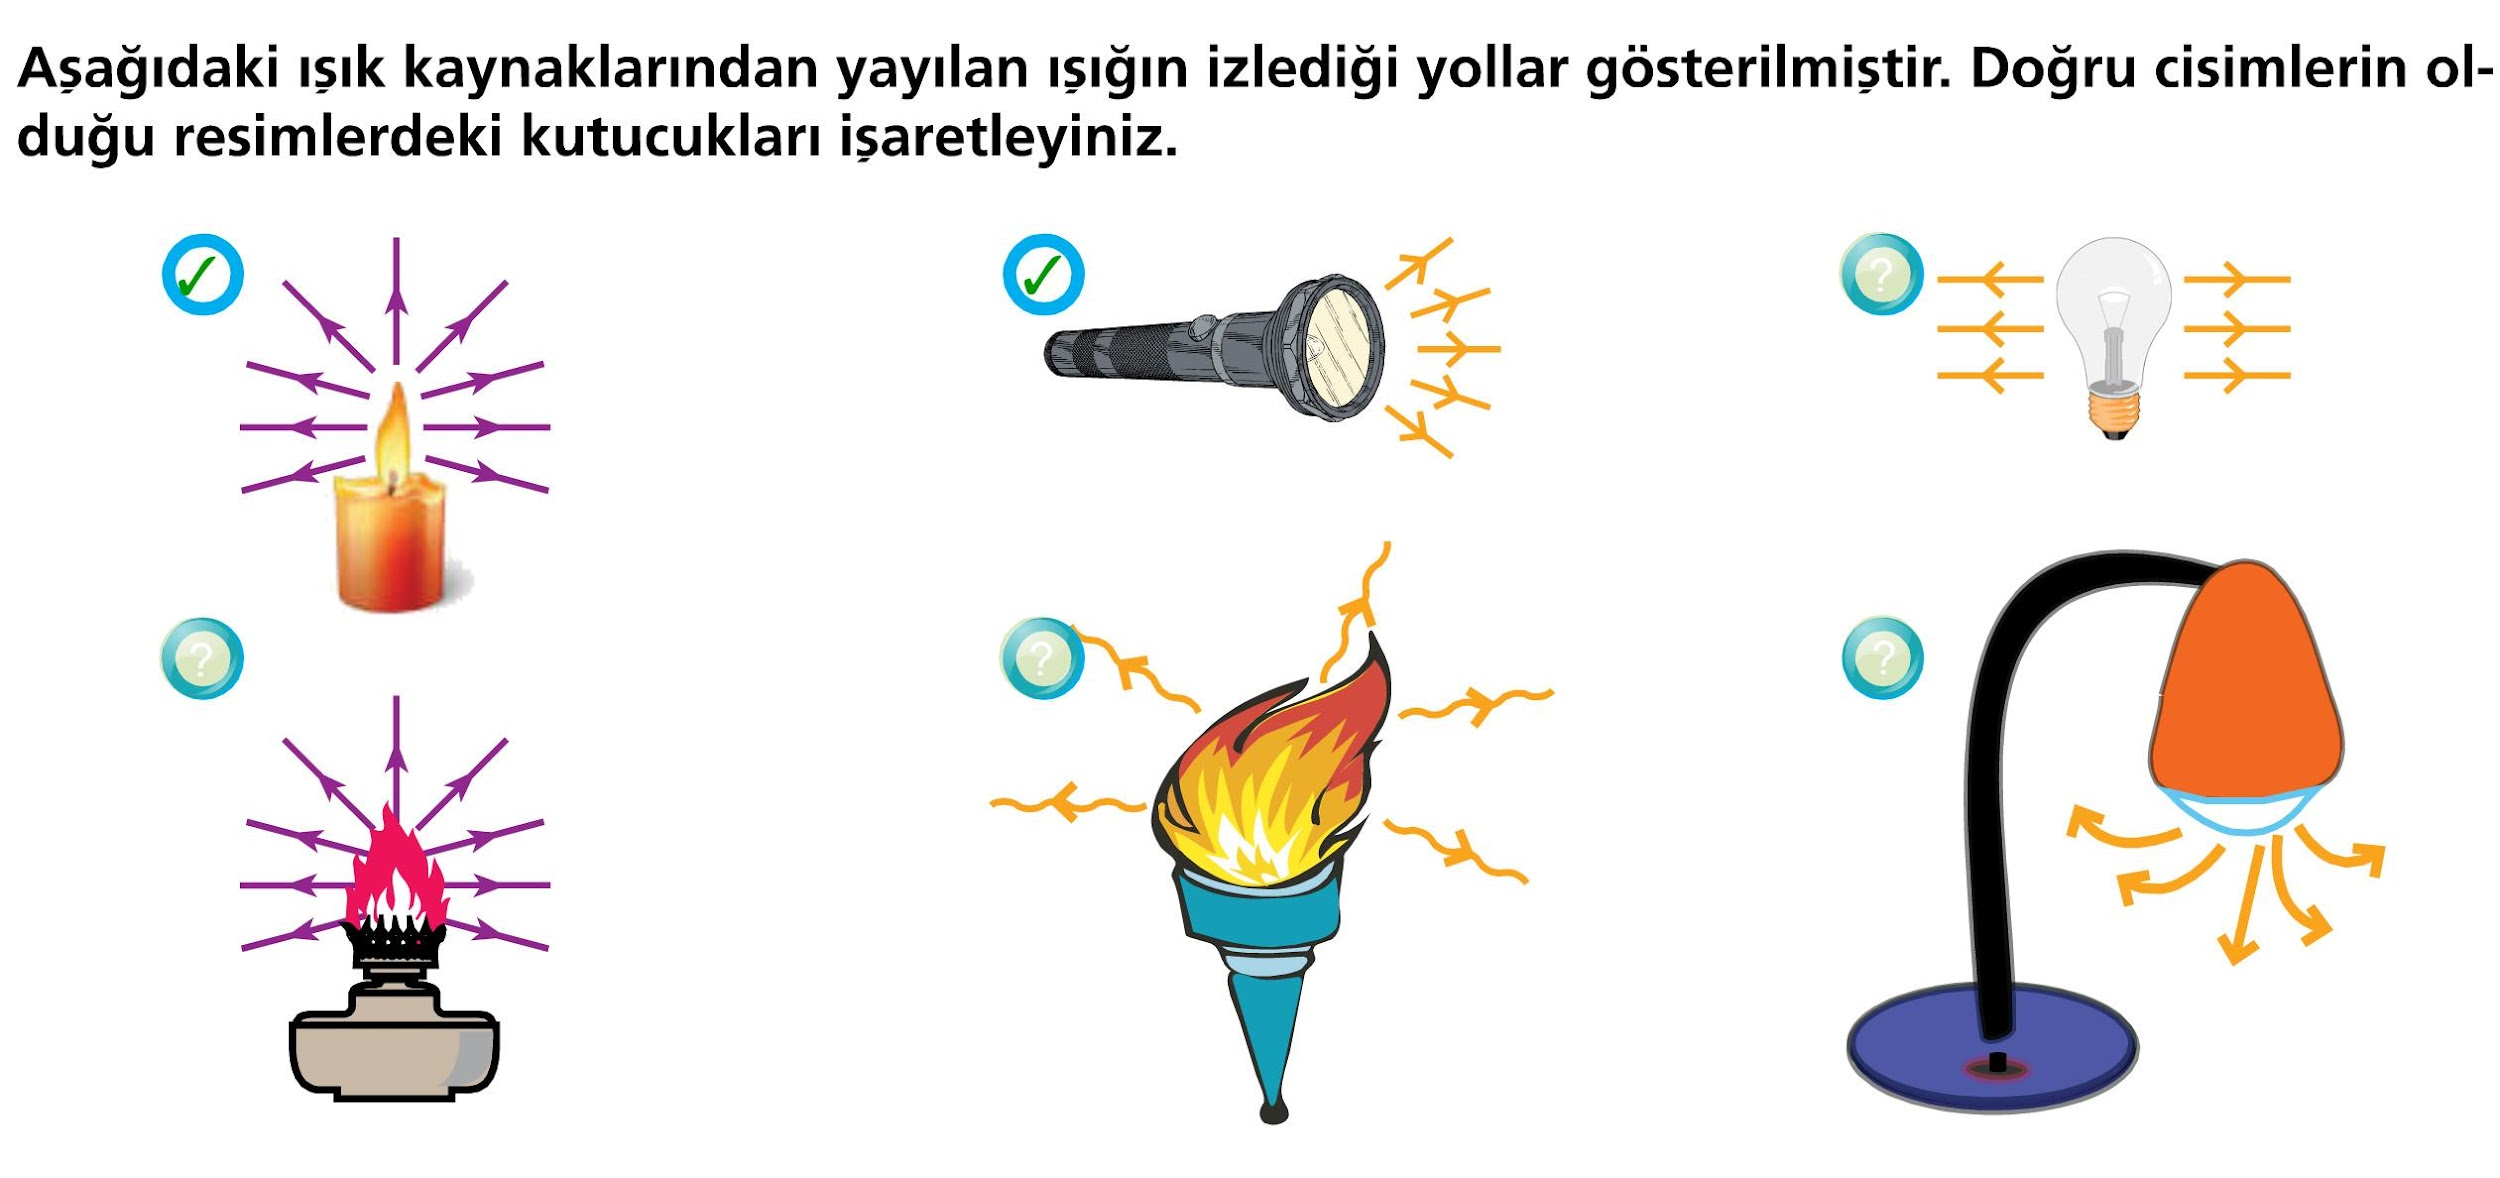 Aşağıdaki ışık kaynaklarından yayılan ışığın izlediği yollar gösterilmiştir. Doğru cisimlerin ol-
duğu resimlerdeki kutucukları işaretleyiniz.
✓ ✓ ?
? ? ?